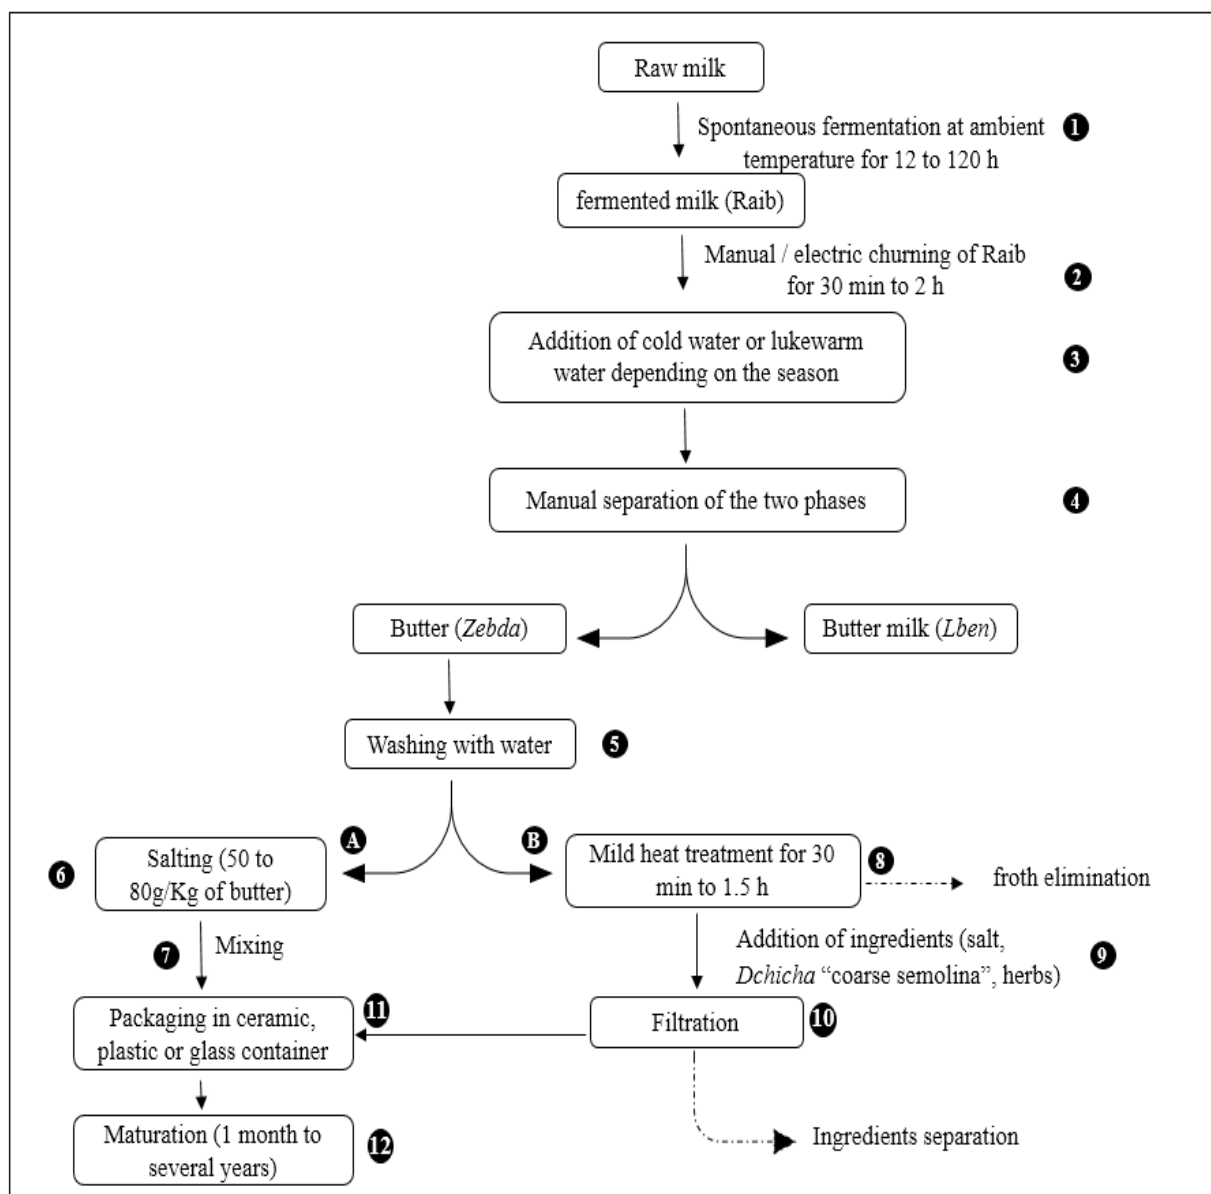 Raw milk
Spontaneous fermentation at ambient
temperature for 12 to 120 h
1
fermented milk (Raib)
Manual / electric churning of Raib
for 30 min to 2 h
2
Addition of cold water or lukewarm
water depending on the season
3
Manual separation of the two phases
4
Butter (Zebda)
Butter milk (Lben)
Washing with water
5
A
B
6
Salting (50 to
80g/Kg of butter)
Mild heat treatment for 30
min to 1.5 h
8
froth elimination
7
Mixing
Addition of ingredients (salt,
Dchicha “coarse semolina”, herbs)
9
Packaging in ceramic,
plastic or glass container
11
Filtration
10
Maturation (1 month to
several years)
12
Ingredients separation